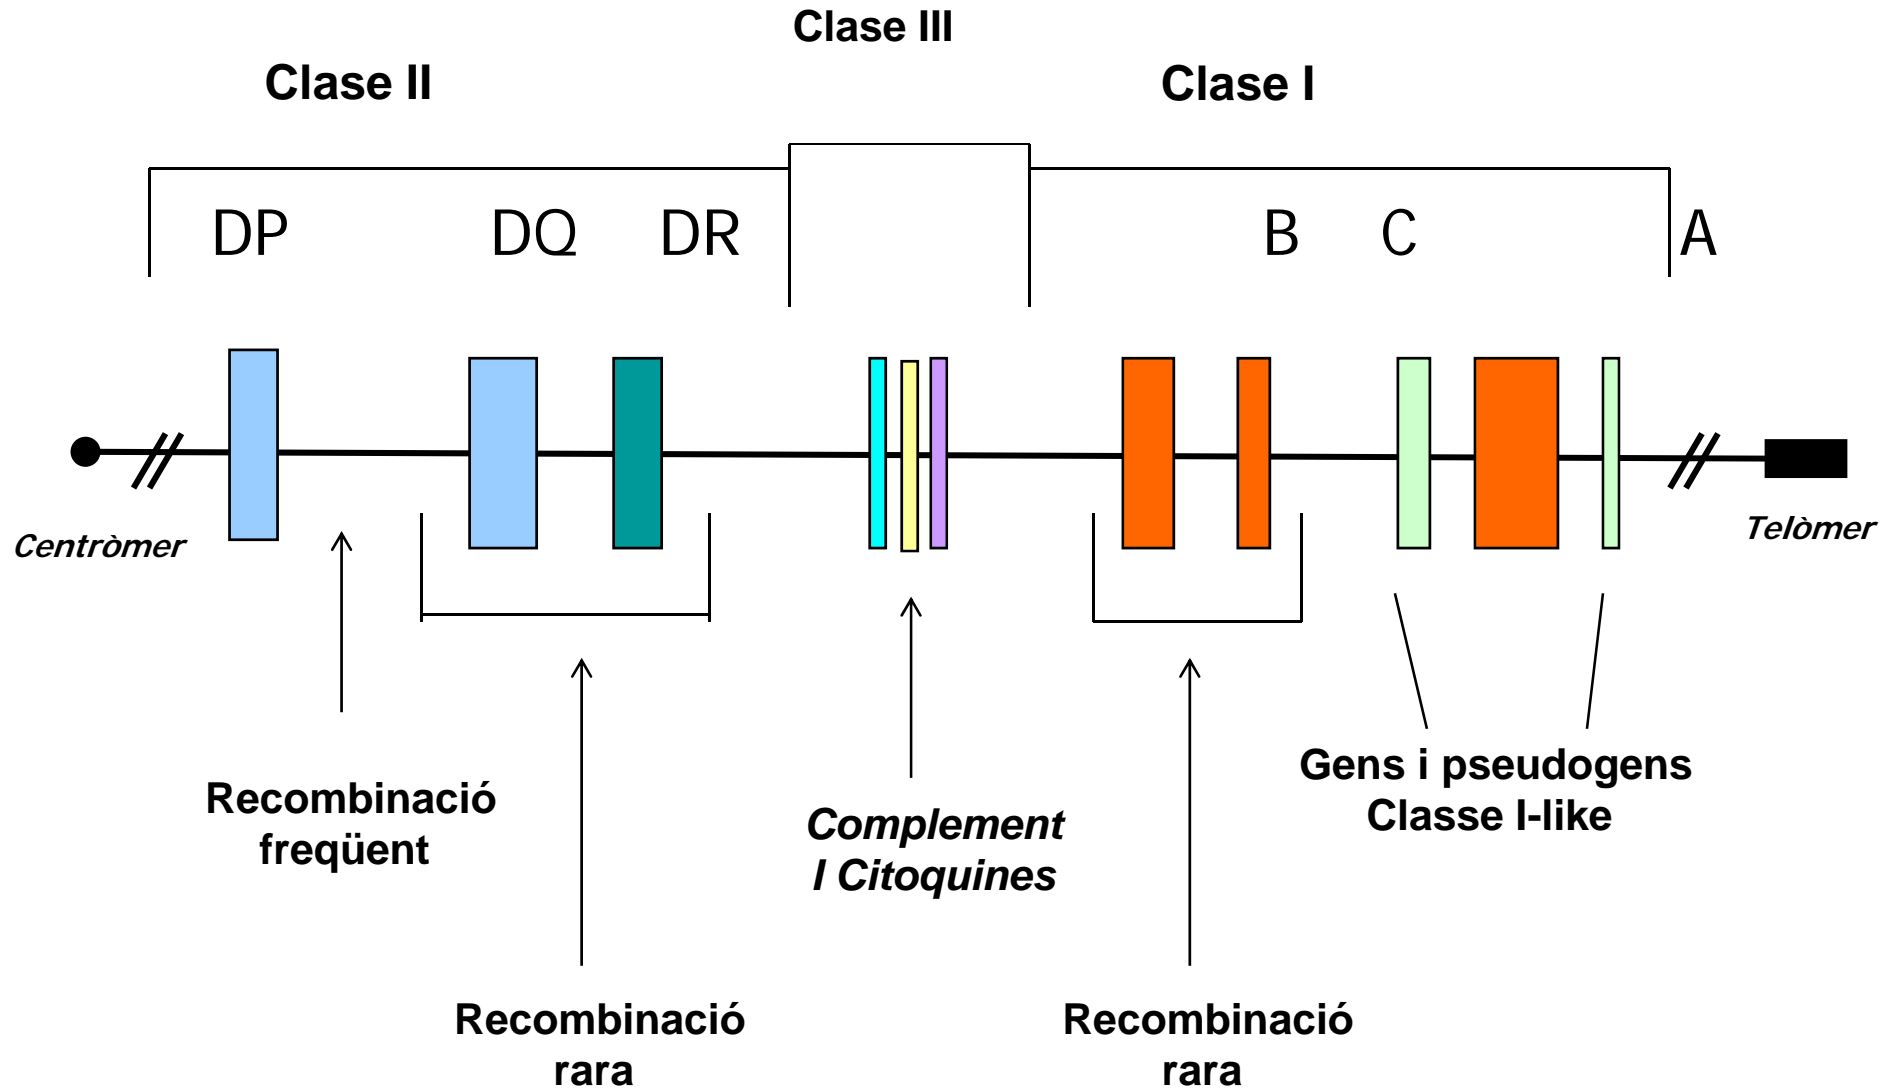 Clase III
Clase II
Clase I
DP DQ DR B C A
Centròmer
Telòmer
Recombinació
freqüent
Complement
I Citoquines
Gens i pseudogens
Classe I-like
Recombinació
rara
Recombinació
rara